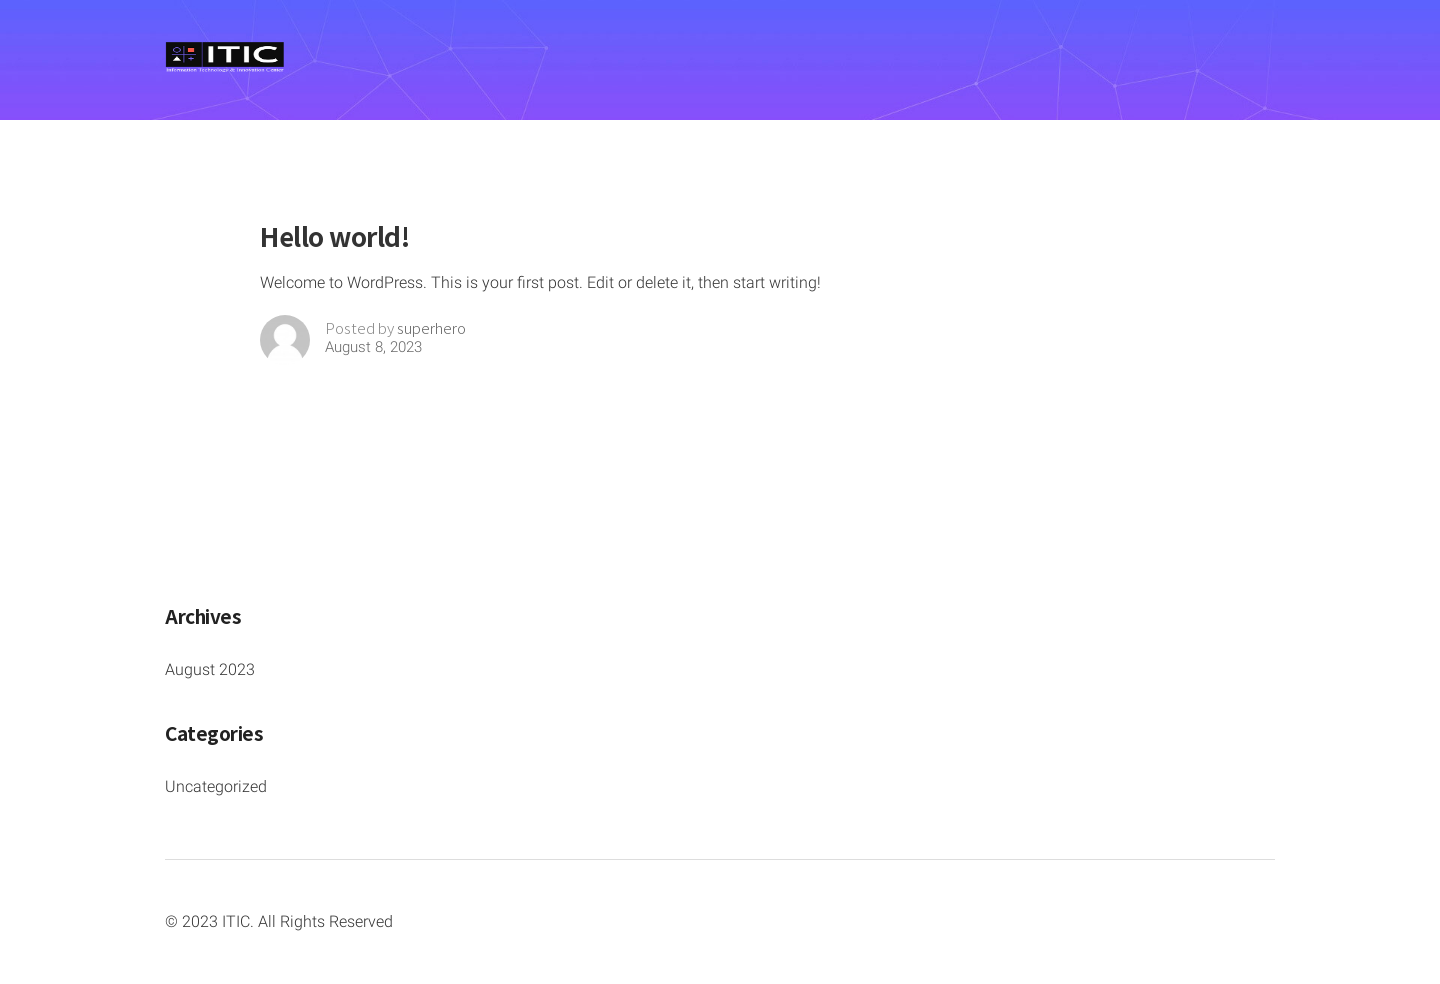 ITIC
Information Technology & Innovation Center
Hello world!
Welcome to WordPress. This is your first post. Edit or delete it, then start writing!
Posted by superhero
August 8, 2023
Archives
August 2023
Categories
Uncategorized
© 2023 ITIC. All Rights Reserved